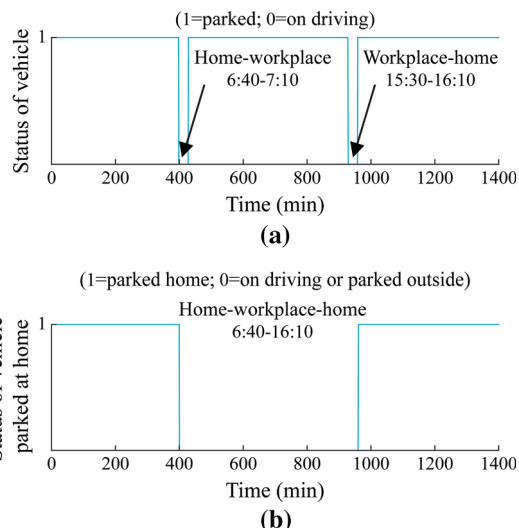 (1=parked; 0=on driving)
Status of vehicle
1
Home-workplace
6:40-7:10
Workplace-home
15:30-16:10
0 200 400 600 800 1000 1200 1400
Time (min)
(a)
(1=parked home; 0=on driving or parked outside)
Status of vehicle
parked at home
1
Home-workplace-home
6:40-16:10
0 200 400 600 800 1000 1200 1400
Time (min)
(b)